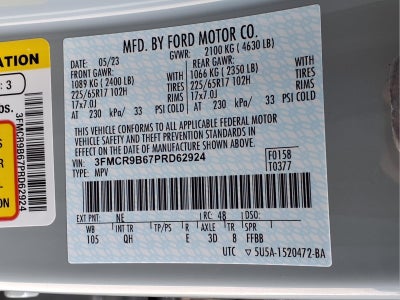 ATION
: 3
bs.
3FMCR9B67PRD62924
MFD. BY FORD MOTOR CO.
DATE: 05/23 GVWR: 2100 KG (4630 LB)
FRONT GAWR: REAR GAWR:
1089 KG (2400 LB) WITH 1066 KG (2350 LB) WITH
225/65R17 102H TIRES 225/65R17 102H TIRES
17x7.0J RIMS 17x7.0J RIMS
AT 230 kPa/ 33 PSI COLD AT 230 kPa/ 33 PSI COLD
THIS VEHICLE CONFORMS TO ALL APPLICABLE FEDERAL MOTOR
VEHICLE SAFETY AND THEFT PREVENTION STANDARDS IN EFFECT
ON THE DATE OF MANUFACTURE SHOWN ABOVE.
VIN: 3FMCR9B67PRD62924 F0158
TYPE: MPV T0377
EXT PNT: NE RC: 48 DSO:
WB INT TR TP/PS R AXLE TR SPR
105 QH E 3D 8 FFBB
UTC 5U5A-1520472-BA